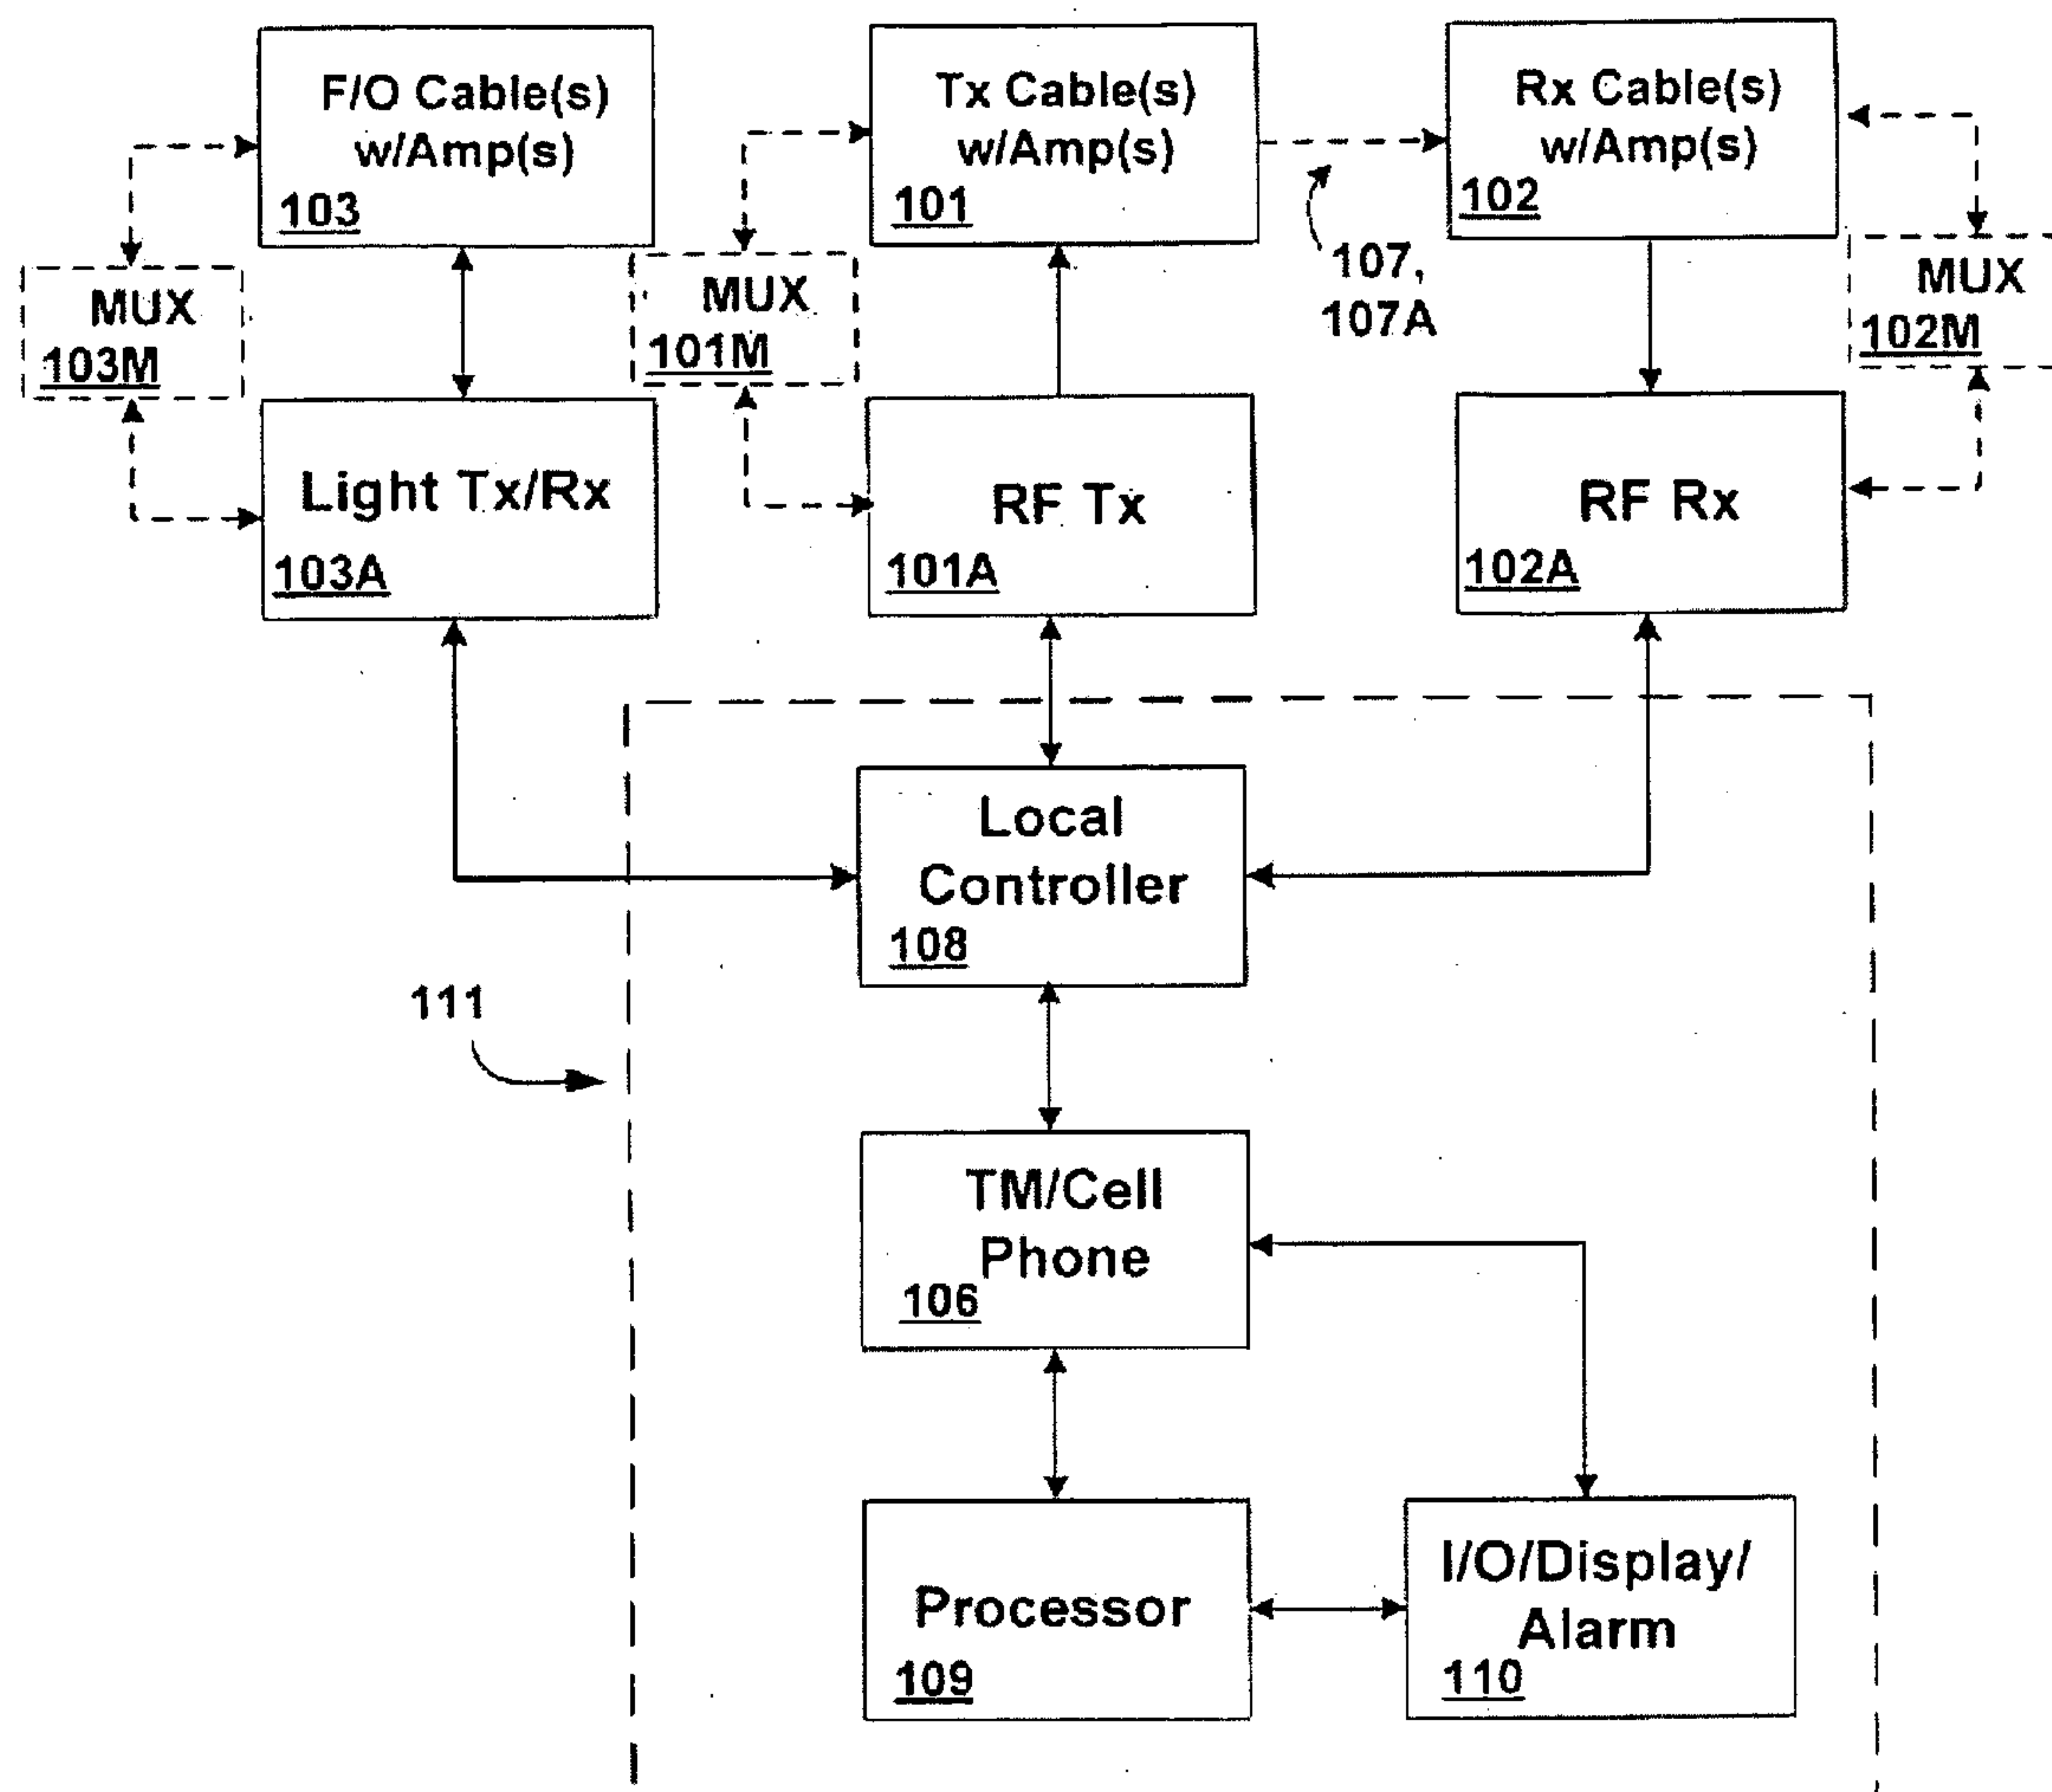 F/O Cable(s)
w/Amp(s)
103
Tx Cable(s)
w/Amp(s)
101
Rx Cable(s)
w/Amp(s)
102
107,
107A
MUX
103M
MUX
101M
MUX
102M
Light Tx/Rx
103A
RF Tx
101A
RF Rx
102A
Local
Controller
108
111
TM/Cell
Phone
106
Processor
109
I/O/Display/
Alarm
110